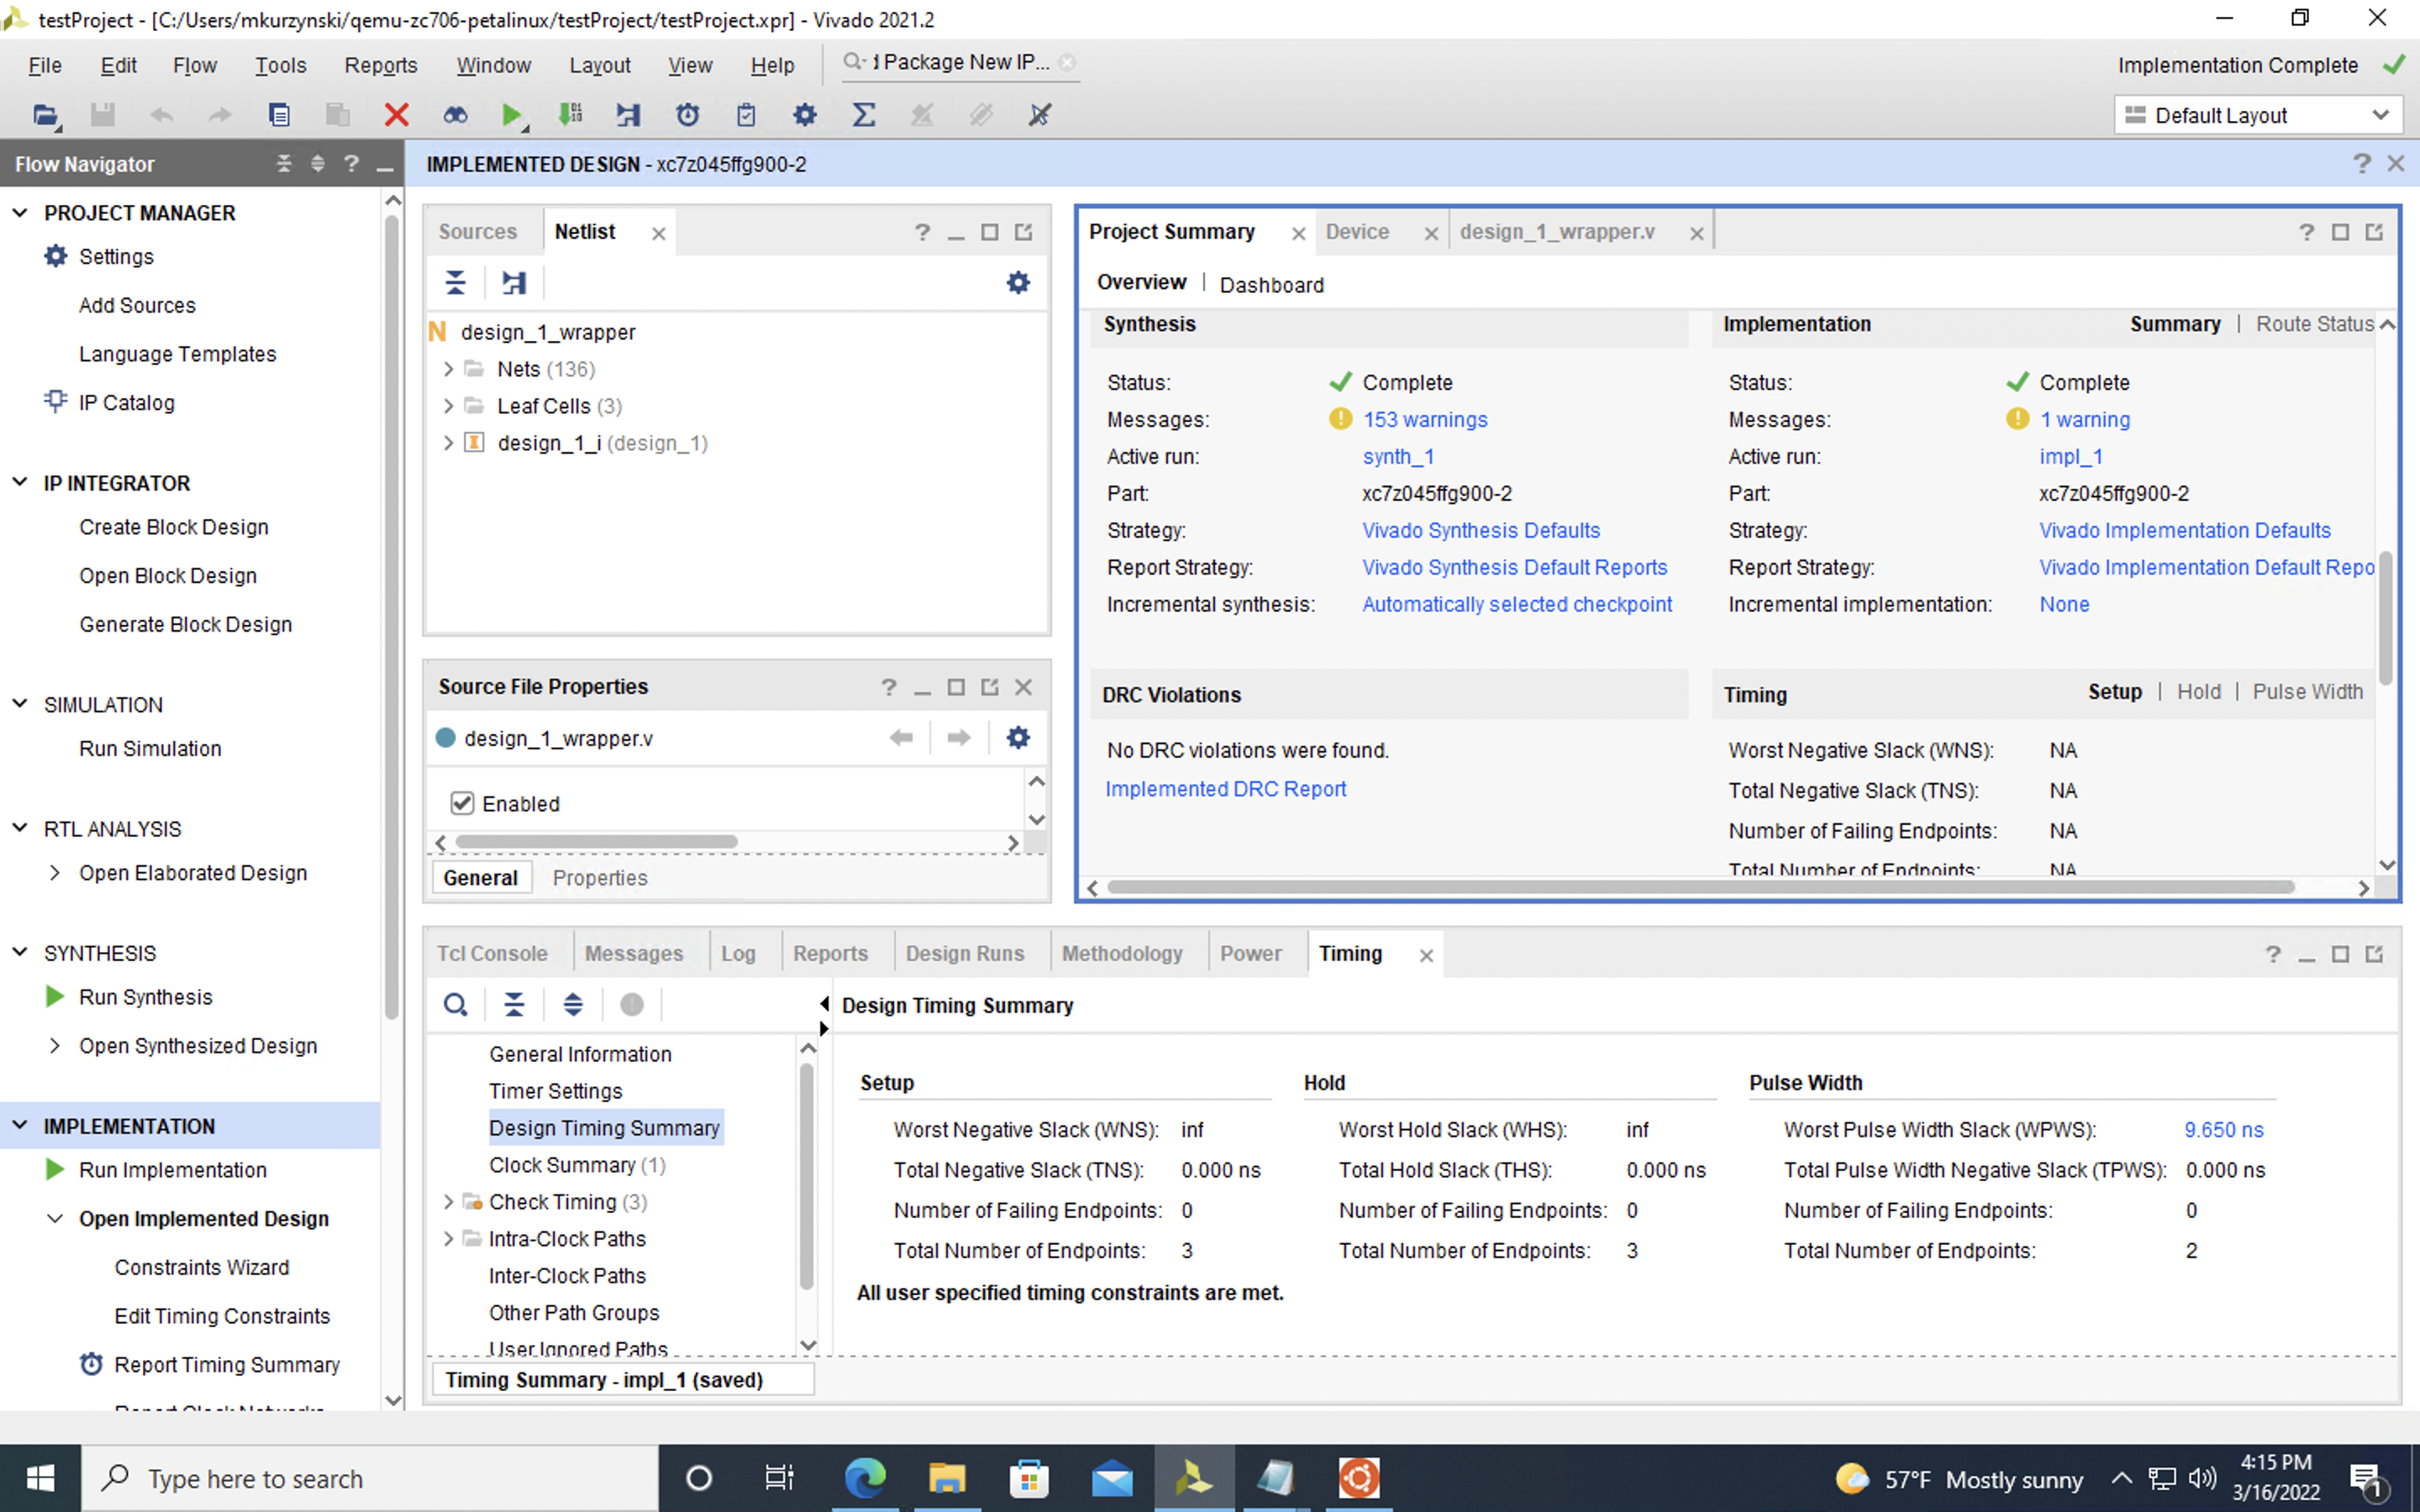 testProject - [C:/Users/mkurzynski/qemu-zc706-petalinux/testProject/testProject.xpr] - Vivado 2021.2
File Edit Flow Tools Reports Window Layout View Help Package New IP... Implementation Complete
Default Layout
Flow Navigator
IMPLEMENTED DESIGN - xc7z045ffg900-2
PROJECT MANAGER
Settings
Add Sources
Language Templates
IP Catalog
IP INTEGRATOR
Create Block Design
Open Block Design
Generate Block Design
SIMULATION
Run Simulation
RTL ANALYSIS
Open Elaborated Design
SYNTHESIS
Run Synthesis
Open Synthesized Design
IMPLEMENTATION
Run Implementation
Open Implemented Design
Constraints Wizard
Edit Timing Constraints
Report Timing Summary
Report Clock Networks
Sources Netlist
design_1_wrapper
Nets (136)
Leaf Cells (3)
design_1_i (design_1)
Source File Properties
design_1_wrapper.v
Enabled
General Properties
Project Summary Device design_1_wrapper.v
Overview | Dashboard
Synthesis
Status: Complete
Messages: 153 warnings
Active run: synth_1
Part: xc7z045ffg900-2
Strategy: Vivado Synthesis Defaults
Report Strategy: Vivado Synthesis Default Reports
Incremental synthesis: Automatically selected checkpoint
Implementation Summary | Route Status
Status: Complete
Messages: 1 warning
Active run: impl_1
Part: xc7z045ffg900-2
Strategy: Vivado Implementation Defaults
Report Strategy: Vivado Implementation Default Repo
Incremental implementation: None
DRC Violations
No DRC violations were found.
Implemented DRC Report
Timing Setup | Hold | Pulse Width
Worst Negative Slack (WNS): NA
Total Negative Slack (TNS): NA
Number of Failing Endpoints: NA
Total Number of Endpoints: NA
Tcl Console Messages Log Reports Design Runs Methodology Power Timing
General Information
Timer Settings
Design Timing Summary
Clock Summary (1)
Check Timing (3)
Intra-Clock Paths
Inter-Clock Paths
Other Path Groups
User Ignored Paths
Timing Summary - impl_1 (saved)
Design Timing Summary
Setup
Worst Negative Slack (WNS): inf
Total Negative Slack (TNS): 0.000 ns
Number of Failing Endpoints: 0
Total Number of Endpoints: 3
Hold
Worst Hold Slack (WHS): inf
Total Hold Slack (THS): 0.000 ns
Number of Failing Endpoints: 0
Total Number of Endpoints: 3
Pulse Width
Worst Pulse Width Slack (WPWS): 9.650 ns
Total Pulse Width Negative Slack (TPWS): 0.000 ns
Number of Failing Endpoints: 0
Total Number of Endpoints: 2
All user specified timing constraints are met.
Type here to search
57°F Mostly sunny
4:15 PM
3/16/2022
1